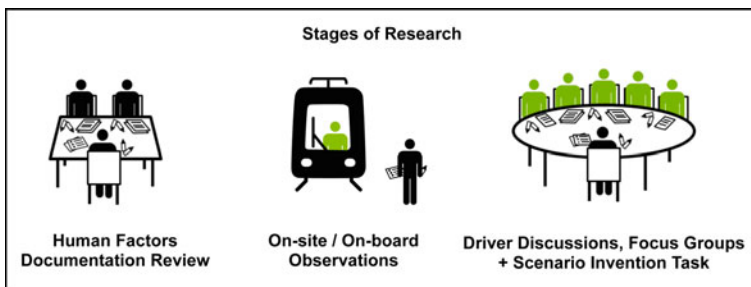 Stages of Research
Human Factors
Documentation Review
On-site / On-board
Observations
Driver Discussions, Focus Groups
+ Scenario Invention Task